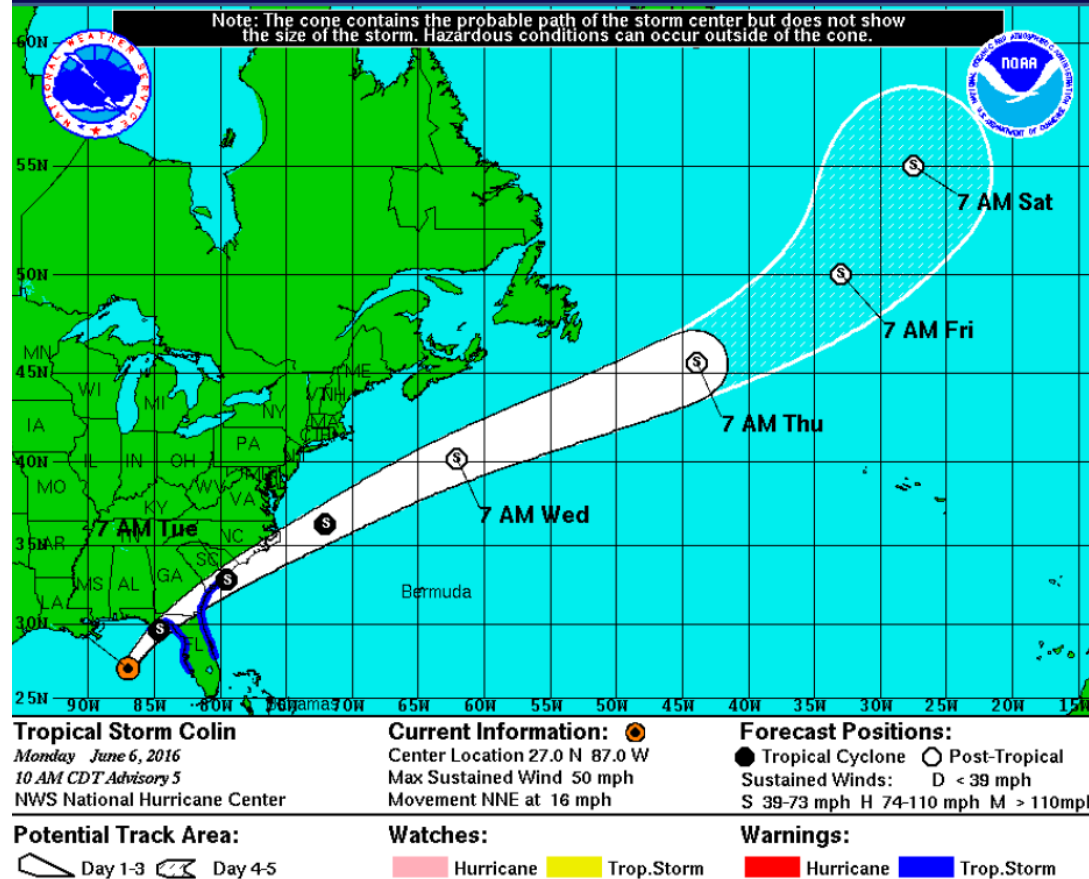 Note: The cone contains the probable path of the storm center but does not show
the size of the storm. Hazardous conditions can occur outside of the cone.
NATIONAL WEATHER SERVICE
NOAA
60N
55N
7 AM Sat
50N
7 AM Fri
MN
WI
MI
ME
VT
NH
45N
7 AM Thu
IA
NY
MA
CT
PA
40N
IL
IN
OH
MO
WV
VA
KY
7 AM Wed
7 AM Tue
TN
NC
35N
AR
SC
MS
AL
GA
LA
Bermuda
30N
FL
25N
Bahamas
90W 85W 80W 70W 65W 60W 55W 50W 45W 40W 35W 30W 25W 20W
Tropical Storm Colin
Monday June 6, 2016
10 AM CDT Advisory 5
NWS National Hurricane Center
Current Information:
Center Location 27.0 N 87.0 W
Max Sustained Wind 50 mph
Movement NNE at 16 mph
Forecast Positions:
Tropical Cyclone Post-Tropical
Sustained Winds: D < 39 mph
S 39-73 mph H 74-110 mph M > 110mph
Potential Track Area:
Day 1-3 Day 4-5
Watches:
Hurricane Trop.Storm
Warnings:
Hurricane Trop.Storm